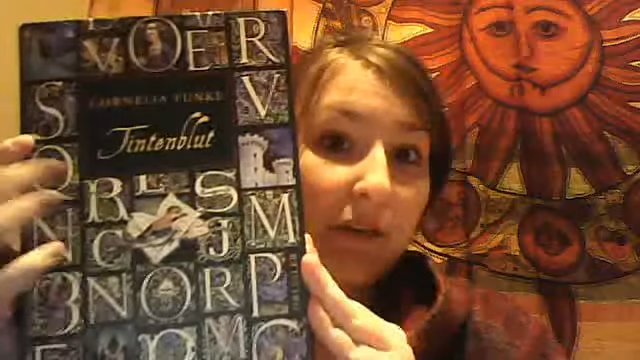 V O E R
S V
CORNELIA FUNKE
Tintenblut
R L S
N G J M
B N O R P